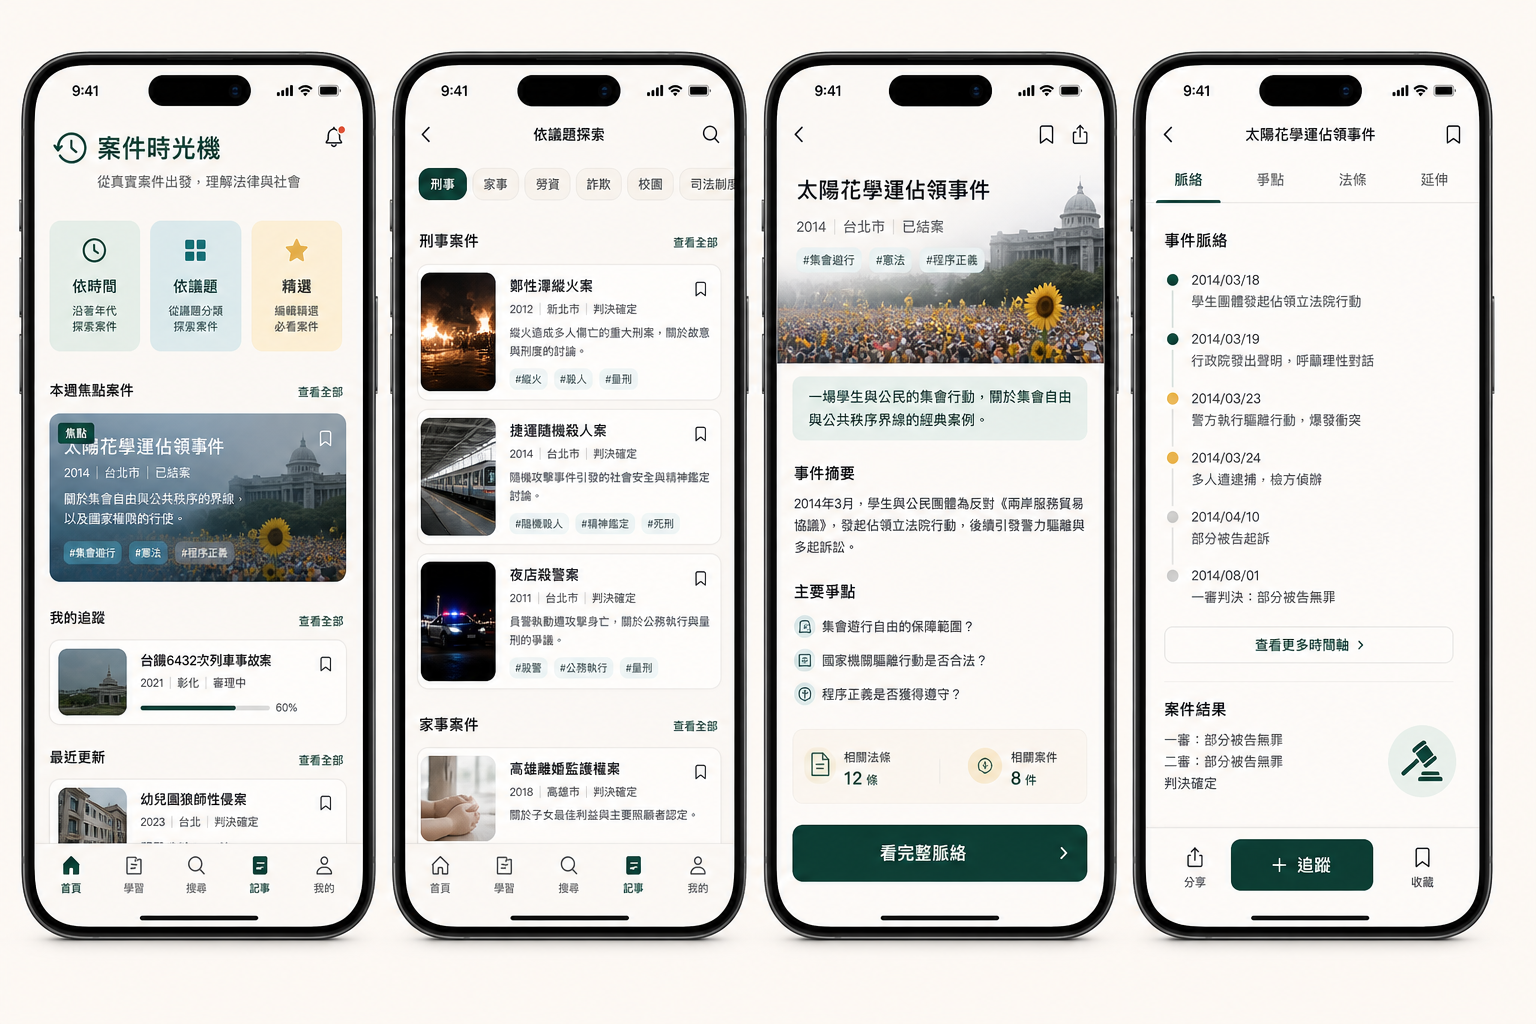 9:41
案件時光機
從真實案件出發，理解法律與社會
依時間
沿著年代
探索案件
依議題
從議題分類
探索案件
精選
編輯精選
必看案件
本週焦點案件
查看全部
焦點
太陽花學運佔領事件
2014｜台北市｜已結案
關於集會自由與公共秩序的界線，
以及國家權限的行使。
#集會遊行
#憲法
#程序正義
我的追蹤
查看全部
台鐵6432次列車事故案
2021｜彰化｜審理中
60%
最近更新
查看全部
幼兒園狼師性侵案
2023｜台北｜判決確定
首頁
學習
搜尋
記事
我的
9:41
依議題探索
刑事
家事
勞資
詐欺
校園
司法制度
刑事案件
查看全部
鄭性澤縱火案
2012｜新北市｜判決確定
縱火造成多人傷亡的重大刑案，關於故意
與刑度的討論。
#縱火
#殺人
#量刑
捷運隨機殺人案
2014｜台北市｜判決確定
隨機攻擊事件引發的社會安全與精神鑑定
討論。
#隨機殺人
#精神鑑定
#死刑
夜店殺警案
2011｜台北市｜判決確定
員警執勤遭攻擊身亡，關於公務執行與量
刑的爭議。
#殺警
#公務執行
#量刑
家事案件
查看全部
高雄離婚監護權案
2018｜高雄市｜判決確定
關於子女最佳利益與主要照顧者認定。
首頁
學習
搜尋
記事
我的
9:41
太陽花學運佔領事件
2014｜台北市｜已結案
#集會遊行
#憲法
#程序正義
一場學生與公民的集會行動，關於集會自由
與公共秩序界線的經典案例。
事件摘要
2014年3月，學生與公民團體為反對《兩岸服務貿易
協議》，發起佔領立法院行動，後續引發警力驅離與
多起訴訟。
主要爭點
集會遊行自由的保障範圍？
國家機關驅離行動是否合法？
程序正義是否獲得遵守？
相關法條
12 條
相關案件
8 件
看完整脈絡
9:41
太陽花學運佔領事件
脈絡
爭點
法條
延伸
事件脈絡
2014/03/18
學生團體發起佔領立法院行動
2014/03/19
行政院發出聲明，呼籲理性對話
2014/03/23
警方執行驅離行動，爆發衝突
2014/03/24
多人遭逮捕，檢方偵辦
2014/04/10
部分被告起訴
2014/08/01
一審判決：部分被告無罪
查看更多時間軸
案件結果
一審：部分被告無罪
二審：部分被告無罪
判決確定
分享
＋ 追蹤
收藏